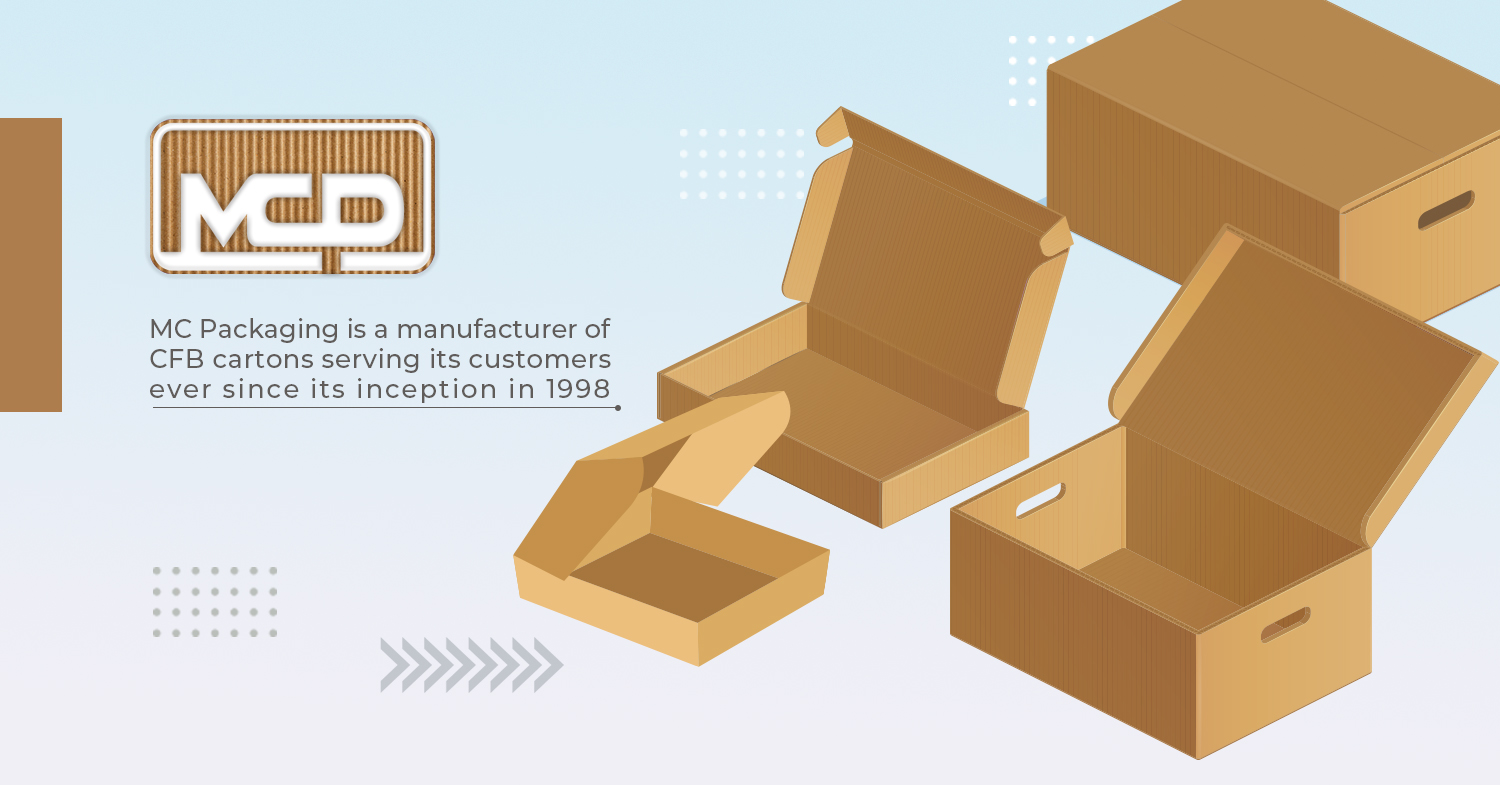 MCP
MC Packaging is a manufacturer of
CFB cartons serving its customers
ever since its inception in 1998